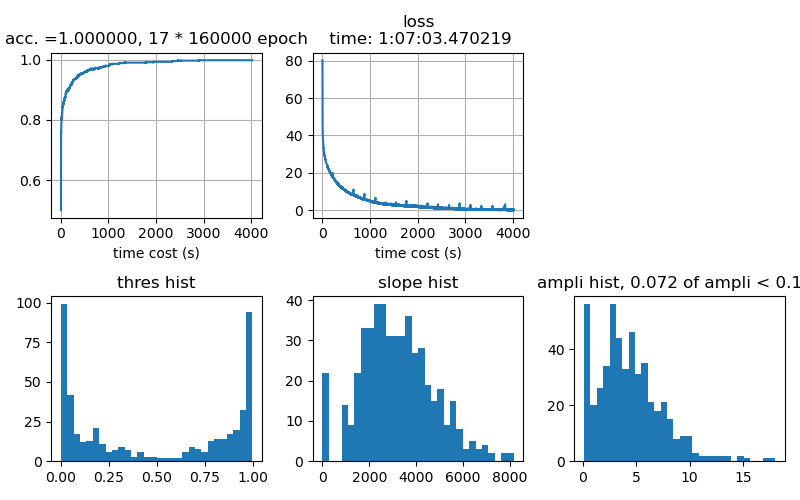 acc. =1.000000, 17 * 160000 epoch
loss
time: 1:07:03.470219
1.0
0.8
0.6
0 1000 2000 3000 4000
time cost (s)
80
60
40
20
0
0 1000 2000 3000 4000
time cost (s)
thres hist
100
75
50
25
0
0.00 0.25 0.50 0.75 1.00
slope hist
40
30
20
10
0
0 2000 4000 6000 8000
ampli hist, 0.072 of ampli < 0.1
40
20
0
0 5 10 15